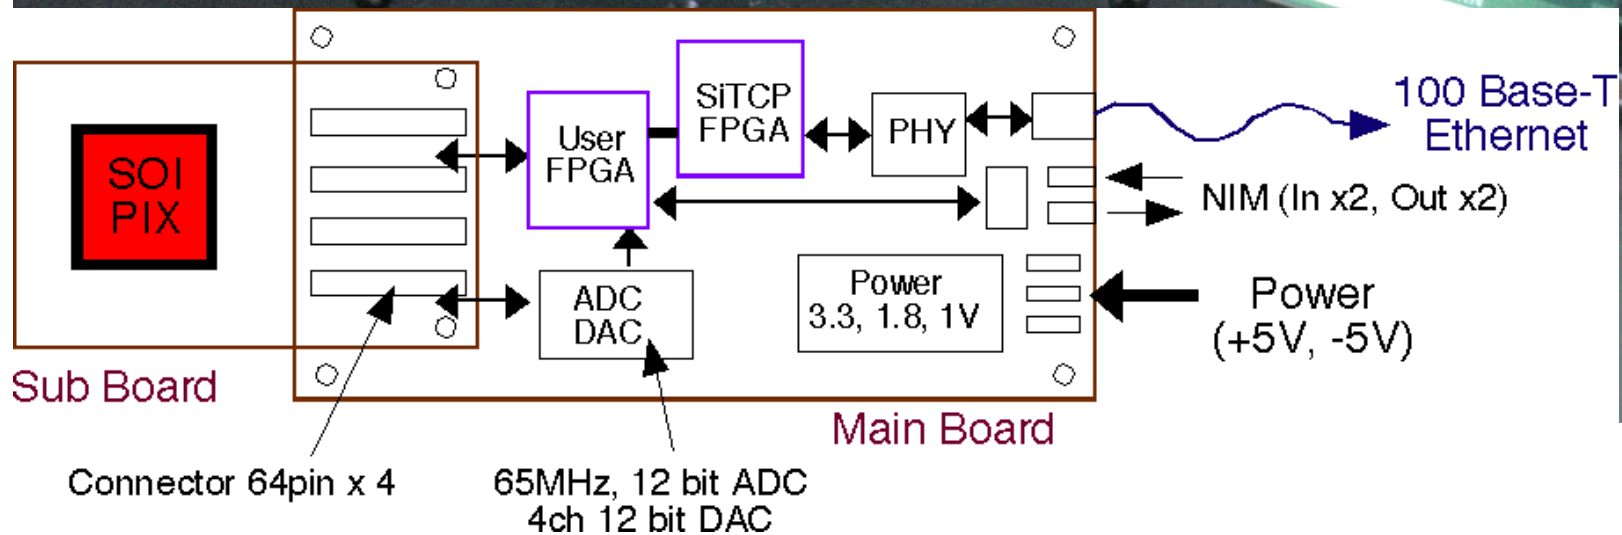 SOI
PIX
User
FPGA
SiTCP
FPGA
PHY
100 Base-T
Ethernet
NIM (In x2, Out x2)
ADC
DAC
Power
3.3, 1.8, 1V
Power
(+5V, -5V)
Sub Board
Main Board
Connector 64pin x 4
65MHz, 12 bit ADC
4ch 12 bit DAC